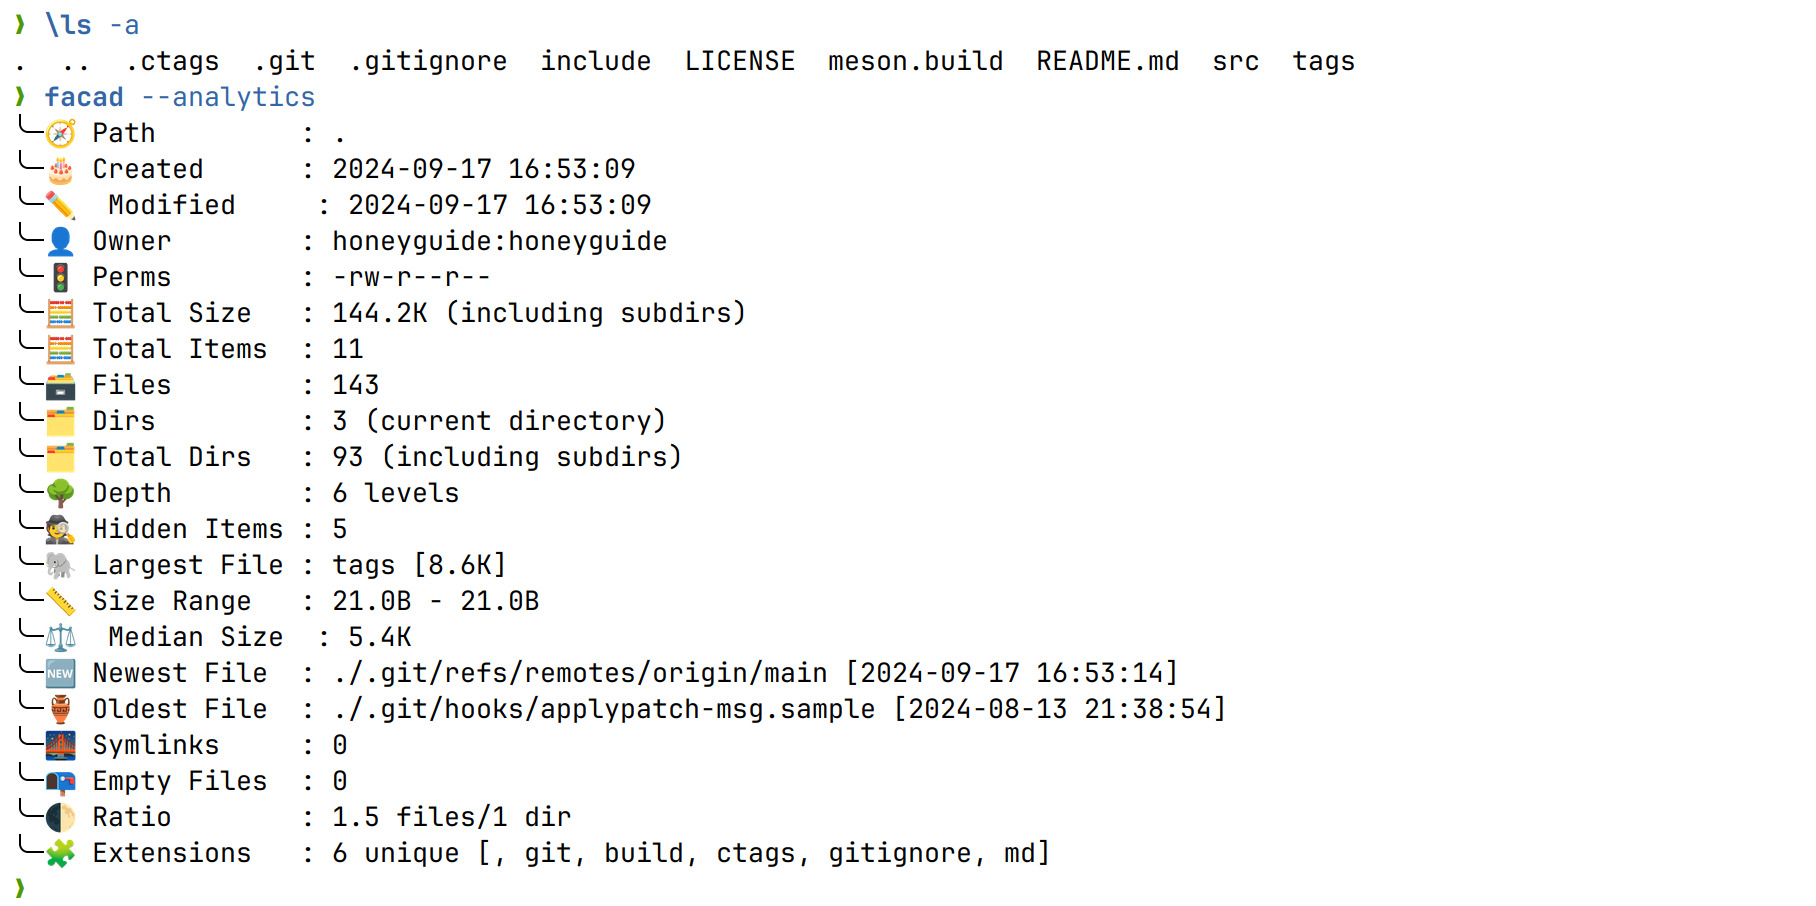 ❯ \ls -a
.  ..  .ctags  .git  .gitignore  include  LICENSE  meson.build  README.md  src  tags
❯ facad --analytics
╰─🧭 Path         : .
╰─🎂 Created      : 2024-09-17 16:53:09
╰─✏️  Modified     : 2024-09-17 16:53:09
╰─👤 Owner        : honeyguide:honeyguide
╰─🚦 Perms        : -rw-r--r--
╰─🧮 Total Size   : 144.2K (including subdirs)
╰─🧮 Total Items  : 11
╰─🗃️ Files        : 143
╰─🗂️ Dirs         : 3 (current directory)
╰─🗂️ Total Dirs   : 93 (including subdirs)
╰─🌳 Depth        : 6 levels
╰─🕵️ Hidden Items : 5
╰─🐘 Largest File : tags [8.6K]
╰─📏 Size Range   : 21.0B - 21.0B
╰─⚖️  Median Size  : 5.4K
╰─🆕 Newest File  : ./.git/refs/remotes/origin/main [2024-09-17 16:53:14]
╰─🏺 Oldest File  : ./.git/hooks/applypatch-msg.sample [2024-08-13 21:38:54]
╰─🌉 Symlinks     : 0
╰─📭 Empty Files  : 0
╰─🌓 Ratio        : 1.5 files/1 dir
╰─🧩 Extensions   : 6 unique [, git, build, ctags, gitignore, md]
❯